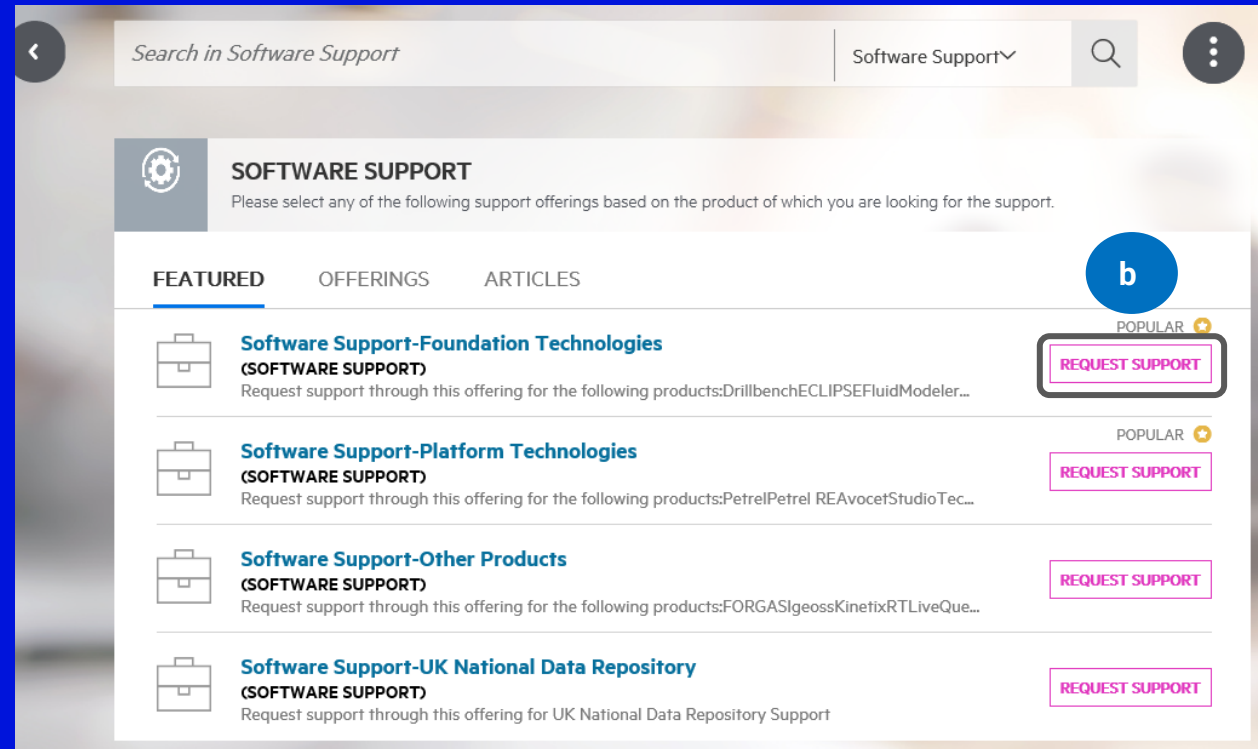 Search in Software Support
Software Support
SOFTWARE SUPPORT
Please select any of the following support offerings based on the product of which you are looking for the support.
FEATURED OFFERINGS ARTICLES
b
POPULAR
Software Support-Foundation Technologies
REQUEST SUPPORT
(SOFTWARE SUPPORT)
Request support through this offering for the following products:DrillbenchECLIPSEFluidModeler...
POPULAR
Software Support-Platform Technologies
REQUEST SUPPORT
(SOFTWARE SUPPORT)
Request support through this offering for the following products:PetrelPetrel REAvocetStudioTec...
Software Support-Other Products
REQUEST SUPPORT
(SOFTWARE SUPPORT)
Request support through this offering for the following products:FORGASIgeossKinetixRTLiveQue...
Software Support-UK National Data Repository
REQUEST SUPPORT
(SOFTWARE SUPPORT)
Request support through this offering for UK National Data Repository Support